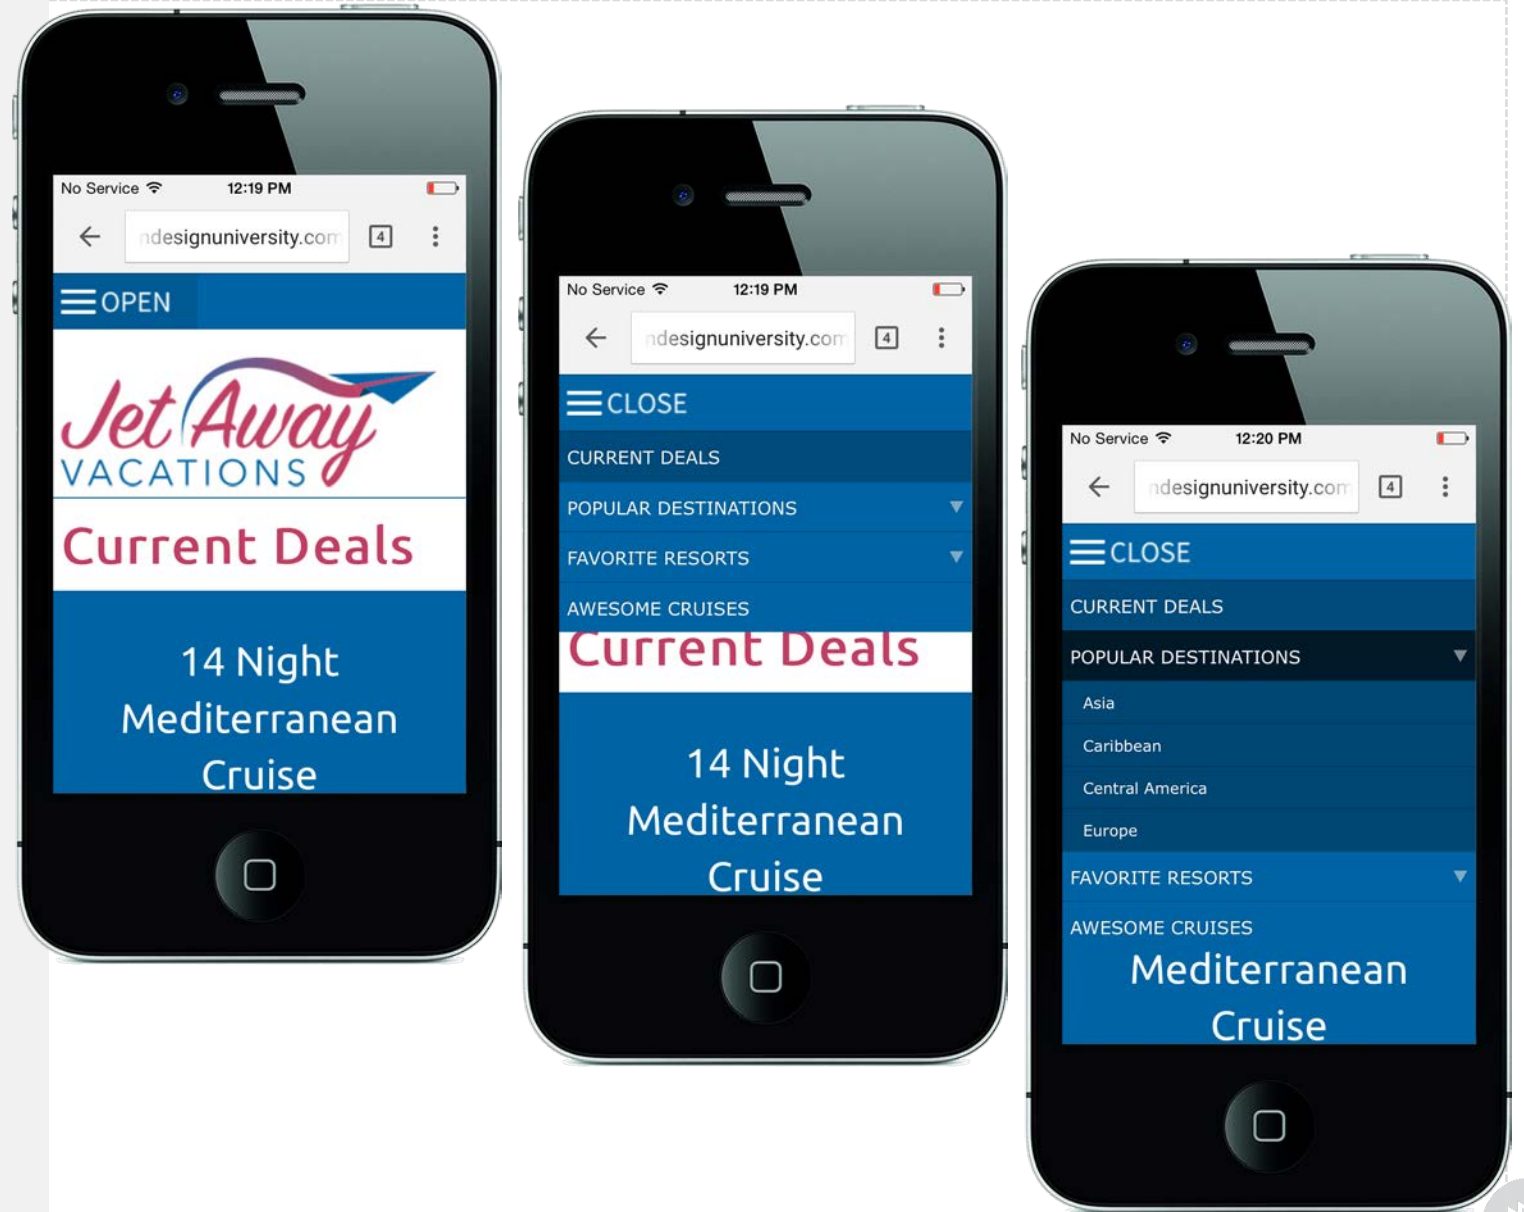 No Service 12:19 PM
ndesignuniversity.com 4
OPEN
Jet Away
VACATIONS
Current Deals
14 Night
Mediterranean
Cruise
No Service 12:19 PM
ndesignuniversity.com 4
CLOSE
CURRENT DEALS
POPULAR DESTINATIONS
FAVORITE RESORTS
AWESOME CRUISES
Current Deals
14 Night
Mediterranean
Cruise
No Service 12:20 PM
ndesignuniversity.com 4
CLOSE
CURRENT DEALS
POPULAR DESTINATIONS
Asia
Caribbean
Central America
Europe
FAVORITE RESORTS
AWESOME CRUISES
Mediterranean
Cruise